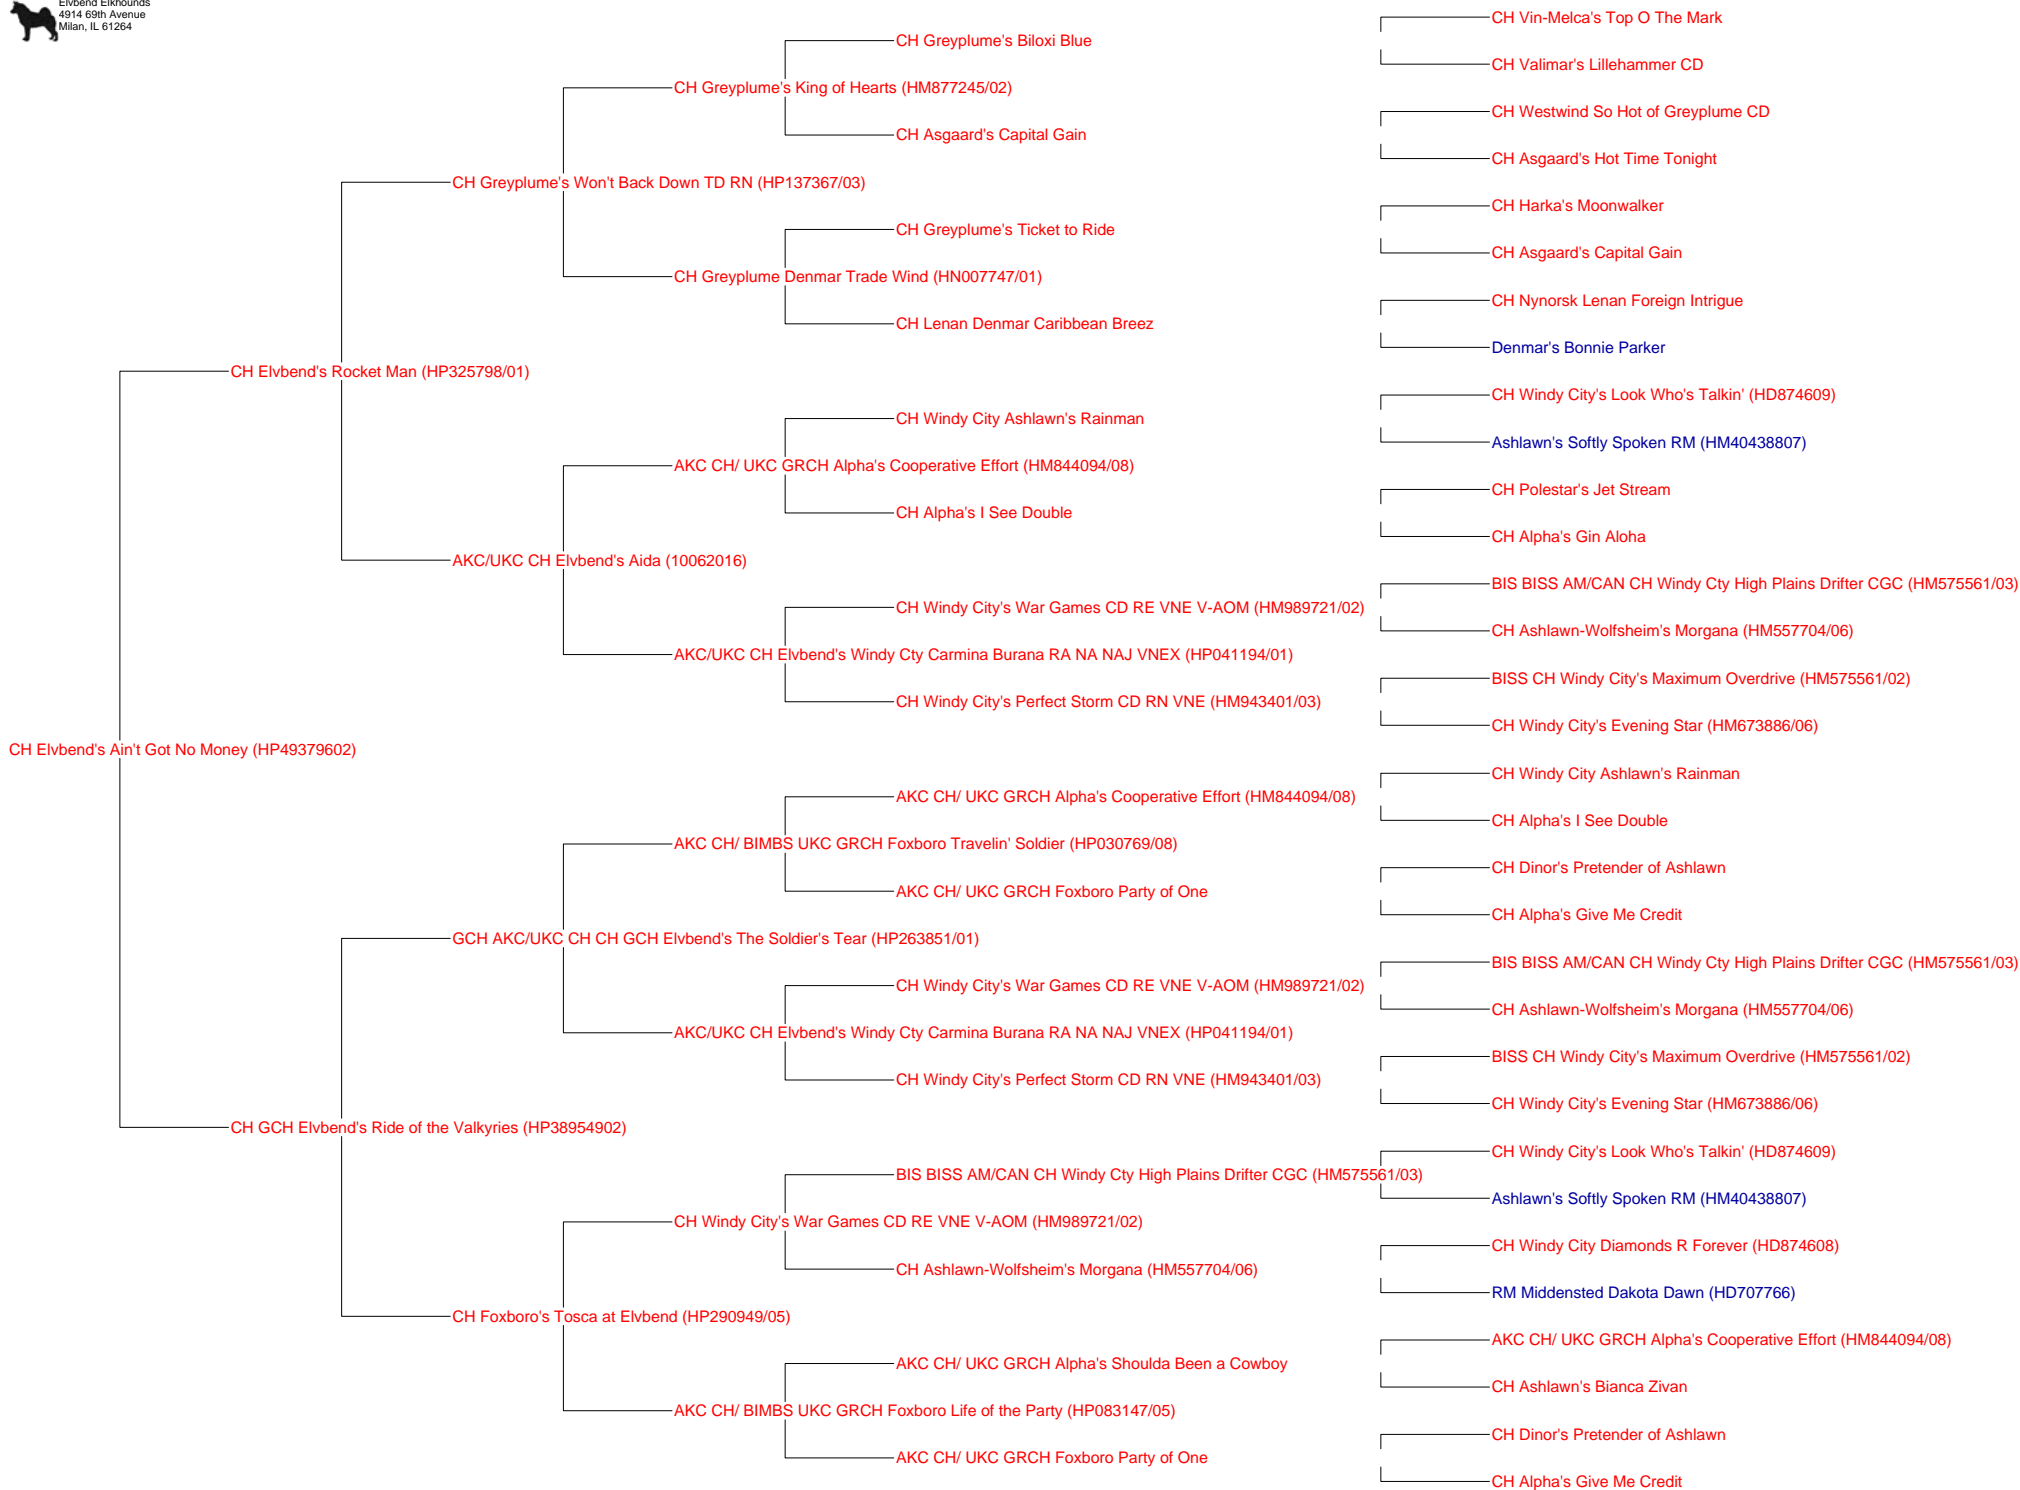 Elvbend Elkhounds
4914 69th Avenue
Milan, IL 61264
CH Vin-Melca's Top O The Mark
CH Greyplume's Biloxi Blue
CH Valimar's Lillehammer CD
CH Greyplume's King of Hearts (HM877245/02)
CH Westwind So Hot of Greyplume CD
CH Asgaard's Capital Gain
CH Asgaard's Hot Time Tonight
CH Greyplume's Won't Back Down TD RN (HP137367/03)
CH Harka's Moonwalker
CH Greyplume's Ticket to Ride
CH Asgaard's Capital Gain
CH Greyplume Denmar Trade Wind (HN007747/01)
CH Nynorsk Lenan Foreign Intrigue
CH Lenan Denmar Caribbean Breez
Denmar's Bonnie Parker
CH Elvbend's Rocket Man (HP325798/01)
CH Windy City's Look Who's Talkin' (HD874609)
CH Windy City Ashlawn's Rainman
Ashlawn's Softly Spoken RM (HM40438807)
AKC CH/ UKC GRCH Alpha's Cooperative Effort (HM844094/08)
CH Polestar's Jet Stream
CH Alpha's I See Double
CH Alpha's Gin Aloha
AKC/UKC CH Elvbend's Aida (10062016)
BIS BISS AM/CAN CH Windy Cty High Plains Drifter CGC (HM575561/03)
CH Windy City's War Games CD RE VNE V-AOM (HM989721/02)
CH Ashlawn-Wolfsheim's Morgana (HM557704/06)
AKC/UKC CH Elvbend's Windy Cty Carmina Burana RA NA NAJ VNEX (HP041194/01)
BISS CH Windy City's Maximum Overdrive (HM575561/02)
CH Windy City's Perfect Storm CD RN VNE (HM943401/03)
CH Windy City's Evening Star (HM673886/06)
CH Elvbend's Ain't Got No Money (HP49379602)
CH Windy City Ashlawn's Rainman
AKC CH/ UKC GRCH Alpha's Cooperative Effort (HM844094/08)
CH Alpha's I See Double
AKC CH/ BIMBS UKC GRCH Foxboro Travelin' Soldier (HP030769/08)
CH Dinor's Pretender of Ashlawn
AKC CH/ UKC GRCH Foxboro Party of One
CH Alpha's Give Me Credit
GCH AKC/UKC CH CH GCH Elvbend's The Soldier's Tear (HP263851/01)
BIS BISS AM/CAN CH Windy Cty High Plains Drifter CGC (HM575561/03)
CH Windy City's War Games CD RE VNE V-AOM (HM989721/02)
CH Ashlawn-Wolfsheim's Morgana (HM557704/06)
AKC/UKC CH Elvbend's Windy Cty Carmina Burana RA NA NAJ VNEX (HP041194/01)
BISS CH Windy City's Maximum Overdrive (HM575561/02)
CH Windy City's Perfect Storm CD RN VNE (HM943401/03)
CH Windy City's Evening Star (HM673886/06)
CH GCH Elvbend's Ride of the Valkyries (HP38954902)
CH Windy City's Look Who's Talkin' (HD874609)
BIS BISS AM/CAN CH Windy Cty High Plains Drifter CGC (HM575561/03)
Ashlawn's Softly Spoken RM (HM40438807)
CH Windy City's War Games CD RE VNE V-AOM (HM989721/02)
CH Windy City Diamonds R Forever (HD874608)
CH Ashlawn-Wolfsheim's Morgana (HM557704/06)
RM Middensted Dakota Dawn (HD707766)
CH Foxboro's Tosca at Elvbend (HP290949/05)
AKC CH/ UKC GRCH Alpha's Cooperative Effort (HM844094/08)
AKC CH/ UKC GRCH Alpha's Shoulda Been a Cowboy
CH Ashlawn's Bianca Zivan
AKC CH/ BIMBS UKC GRCH Foxboro Life of the Party (HP083147/05)
CH Dinor's Pretender of Ashlawn
AKC CH/ UKC GRCH Foxboro Party of One
CH Alpha's Give Me Credit